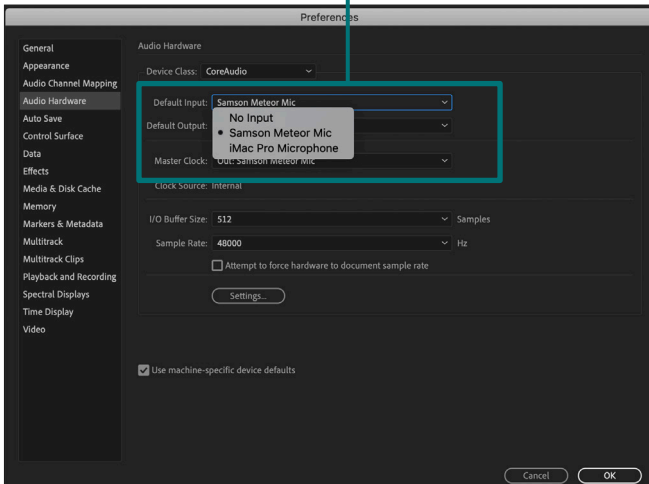 Preferences
General
Appearance
Audio Channel Mapping
Audio Hardware
Auto Save
Control Surface
Data
Effects
Media & Disk Cache
Memory
Markers & Metadata
Multitrack
Multitrack Clips
Playback and Recording
Spectral Displays
Time Display
Video
Audio Hardware
Device Class: CoreAudio
Default Input: Samson Meteor Mic
No Input
Default Output:
• Samson Meteor Mic
iMac Pro Microphone
Master Clock: Out: Samson Meteor Mic
Clock Source: Internal
I/O Buffer Size: 512 Samples
Sample Rate: 48000 Hz
Attempt to force hardware to document sample rate
Settings...
Use machine-specific device defaults
Cancel OK